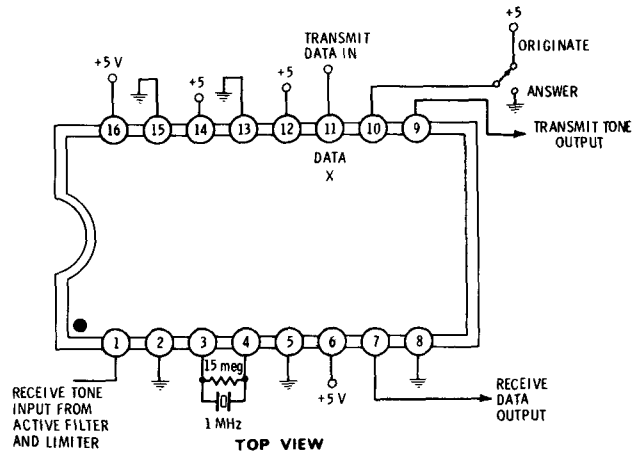 +5
TRANSMIT
DATA IN
ORIGINATE
+5 V
+5
+5
ANSWER
16
15
14
13
12
11
10
9
TRANSMIT TONE
OUTPUT
DATA
X
1
2
3
4
5
6
7
8
15 meg
RECEIVE TONE
INPUT FROM
ACTIVE FILTER
AND LIMITER
1 MHz
+5 V
RECEIVE
DATA
OUTPUT
TOP VIEW